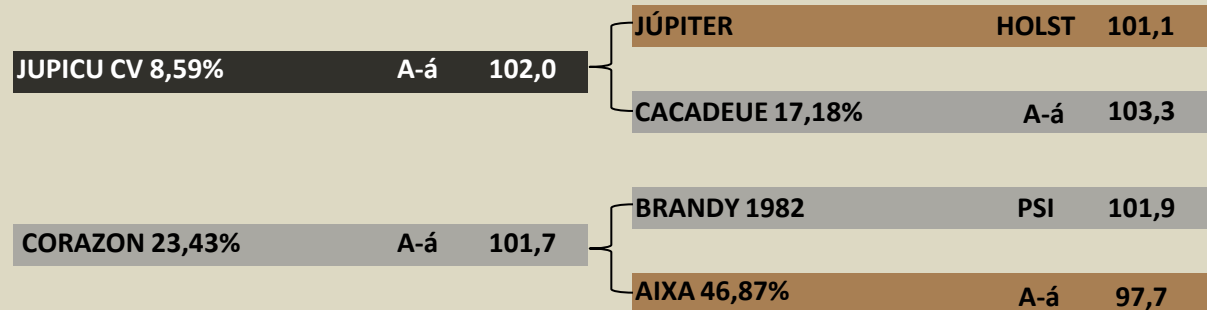 JÚPITER HOLST 101,1
JUPICU CV 8,59% A-á 102,0
CACADEUE 17,18% A-á 103,3
BRANDY 1982 PSI 101,9
CORAZON 23,43% A-á 101,7
AIXA 46,87% A-á 97,7